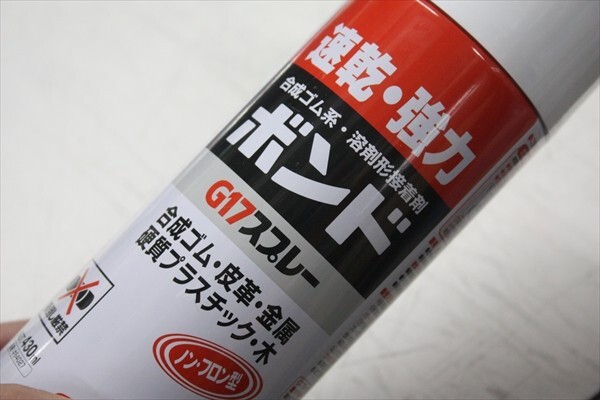 速乾・強力
合成ゴム系・溶剤形接着剤
ボンド
G17スプレー
合成ゴム・皮革・金属
硬質プラスチック・木
ノン・フロン型
430ml